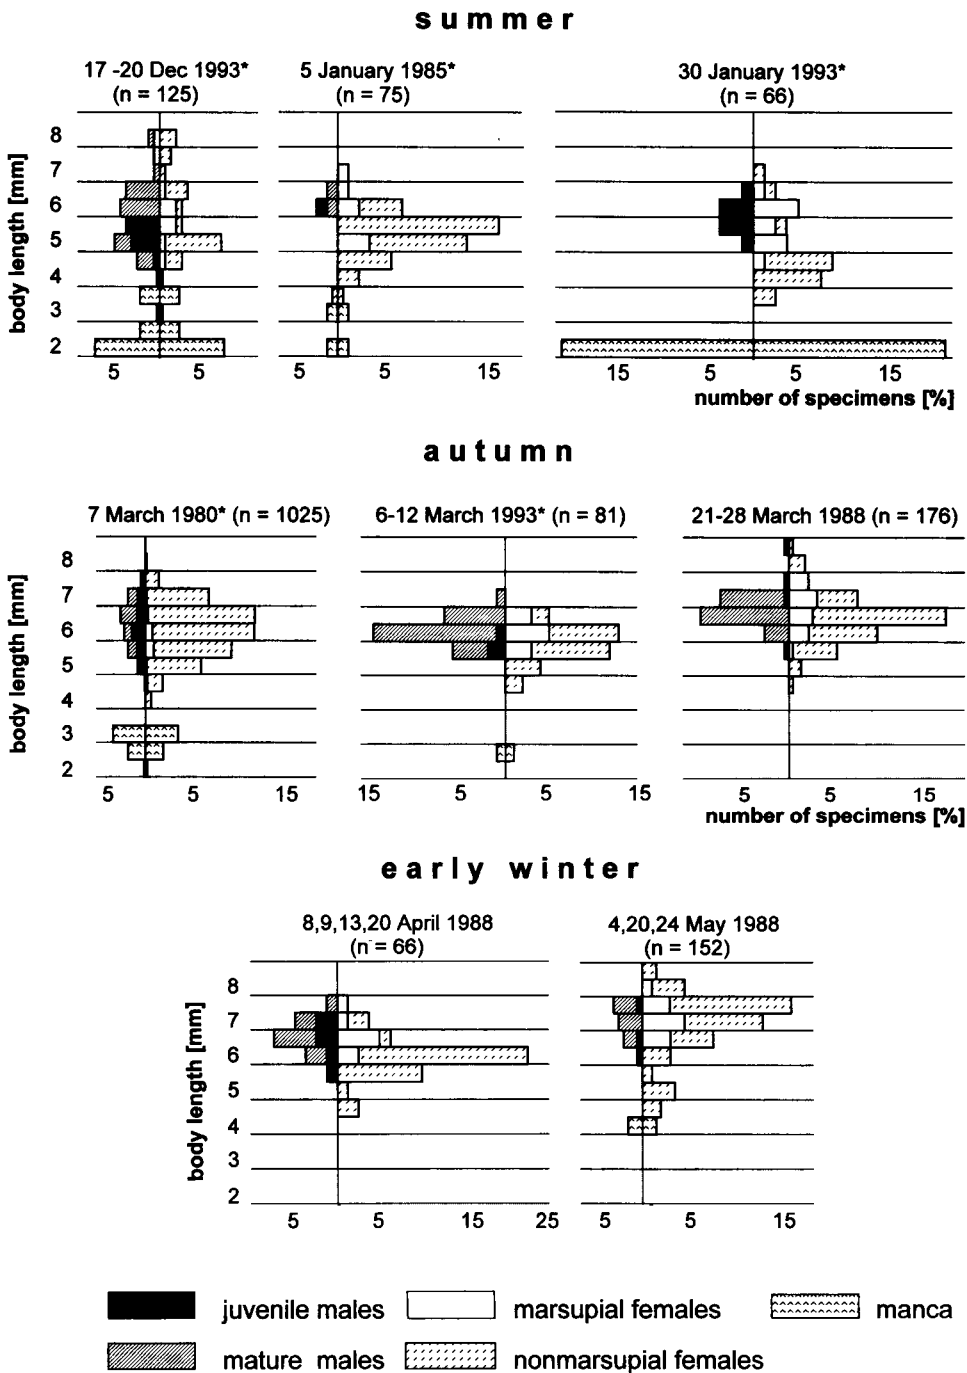 summer
17 -20 Dec 1993* 5 January 1985* 30 January 1993*
(n = 125) (n = 75) (n = 66)
body length [mm]
8
7
6
5
4
3
2
5 5 5 5 15 15 5 5 15
number of specimens [%]
autumn
7 March 1980* (n = 1025) 6-12 March 1993* (n = 81) 21-28 March 1988 (n = 176)
body length [mm]
8
7
6
5
4
3
2
5 5 15 15 5 5 15 5 5 15
number of specimens [%]
early winter
8,9,13,20 April 1988 4,20,24 May 1988
(n = 66) (n = 152)
body length [mm]
8
7
6
5
4
3
2
5 5 15 25 5 5 15
juvenile males marsupial females manca
mature males nonmarsupial females